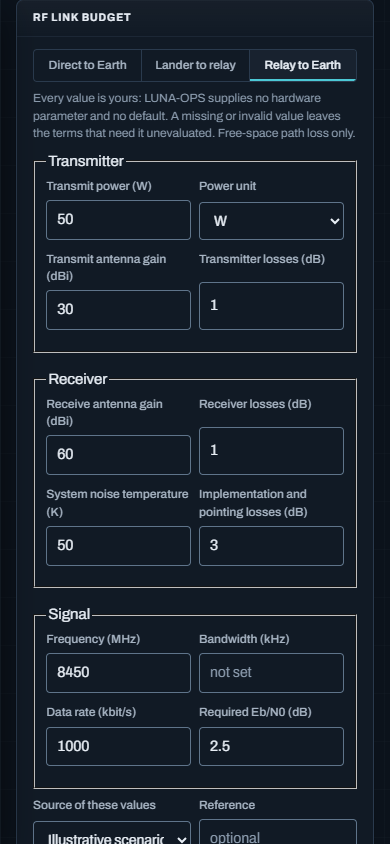 RF LINK BUDGET
Direct to Earth
Lander to relay
Relay to Earth
Every value is yours: LUNA-OPS supplies no hardware
parameter and no default. A missing or invalid value leaves
the terms that need it unevaluated. Free-space path loss only.
Transmitter
Transmit power (W)
Power unit
50
W
Transmit antenna gain
(dBi)
Transmitter losses (dB)
30
1
Receiver
Receive antenna gain
(dBi)
Receiver losses (dB)
60
1
System noise temperature
(K)
Implementation and
pointing losses (dB)
50
3
Signal
Frequency (MHz)
Bandwidth (kHz)
8450
not set
Data rate (kbit/s)
Required Eb/N0 (dB)
1000
2.5
Source of these values
Reference
Illustrative scenaric
optional